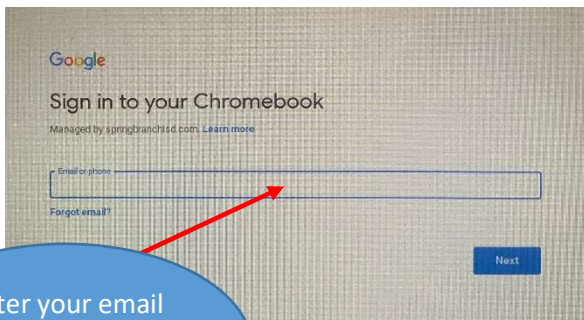 Google
Sign in to your Chromebook
Managed by springbranchisd.com. Learn more
Email or phone
Forgot email?
Next
ter your email